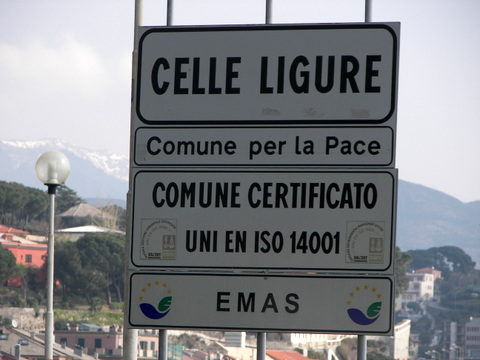 CELLE LIGURE
Comune per la Pace
COMUNE CERTIFICATO
UNI EN ISO 14001
EMAS